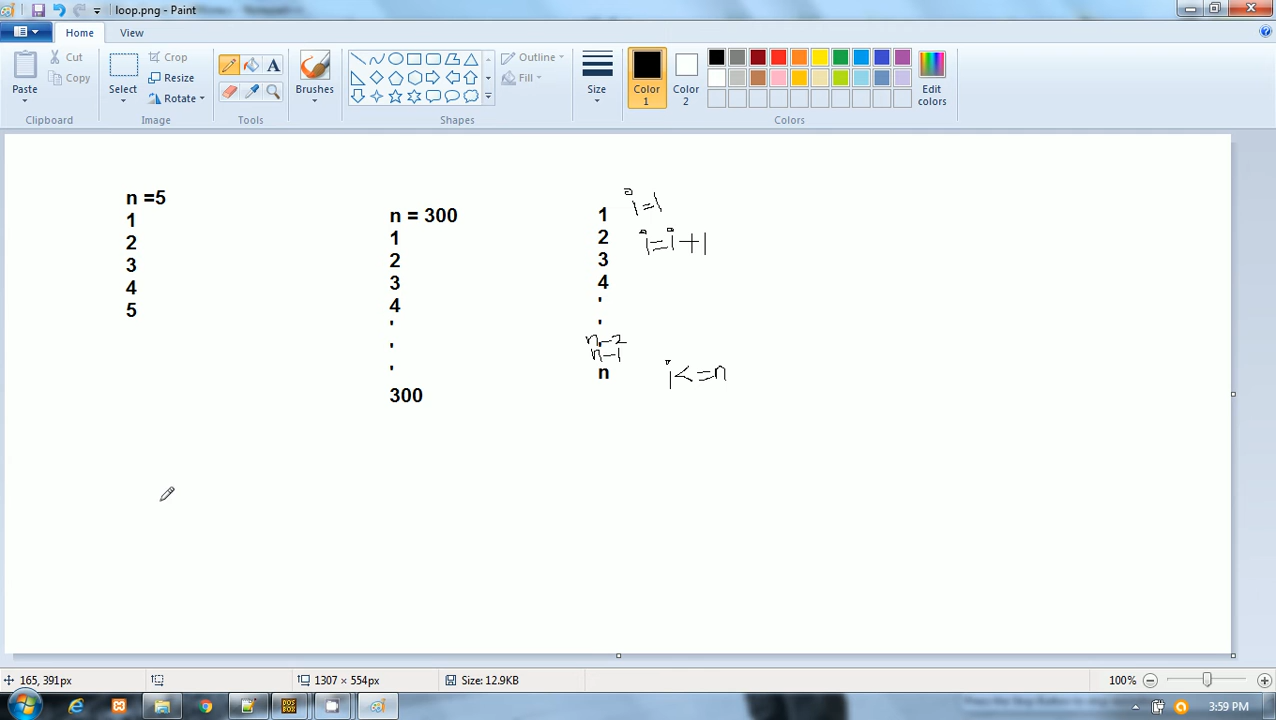 loop.png - Paint
Home
View
Paste
Cut
Copy
Clipboard
Select
Crop
Resize
Rotate
Image
A
Tools
Brushes
Outline
Fill
Shapes
Size
Color 1
Color 2
Edit colors
Colors
n =5
1
2
3
4
5
n = 300
1
2
3
4
'
'
'
300
1
2
3
4
'
'
n-2
n-1
n
i=1
i=i+1
i<=n
165, 391px
1307 × 554px
Size: 12.9KB
100%
DOS BOX
3:59 PM